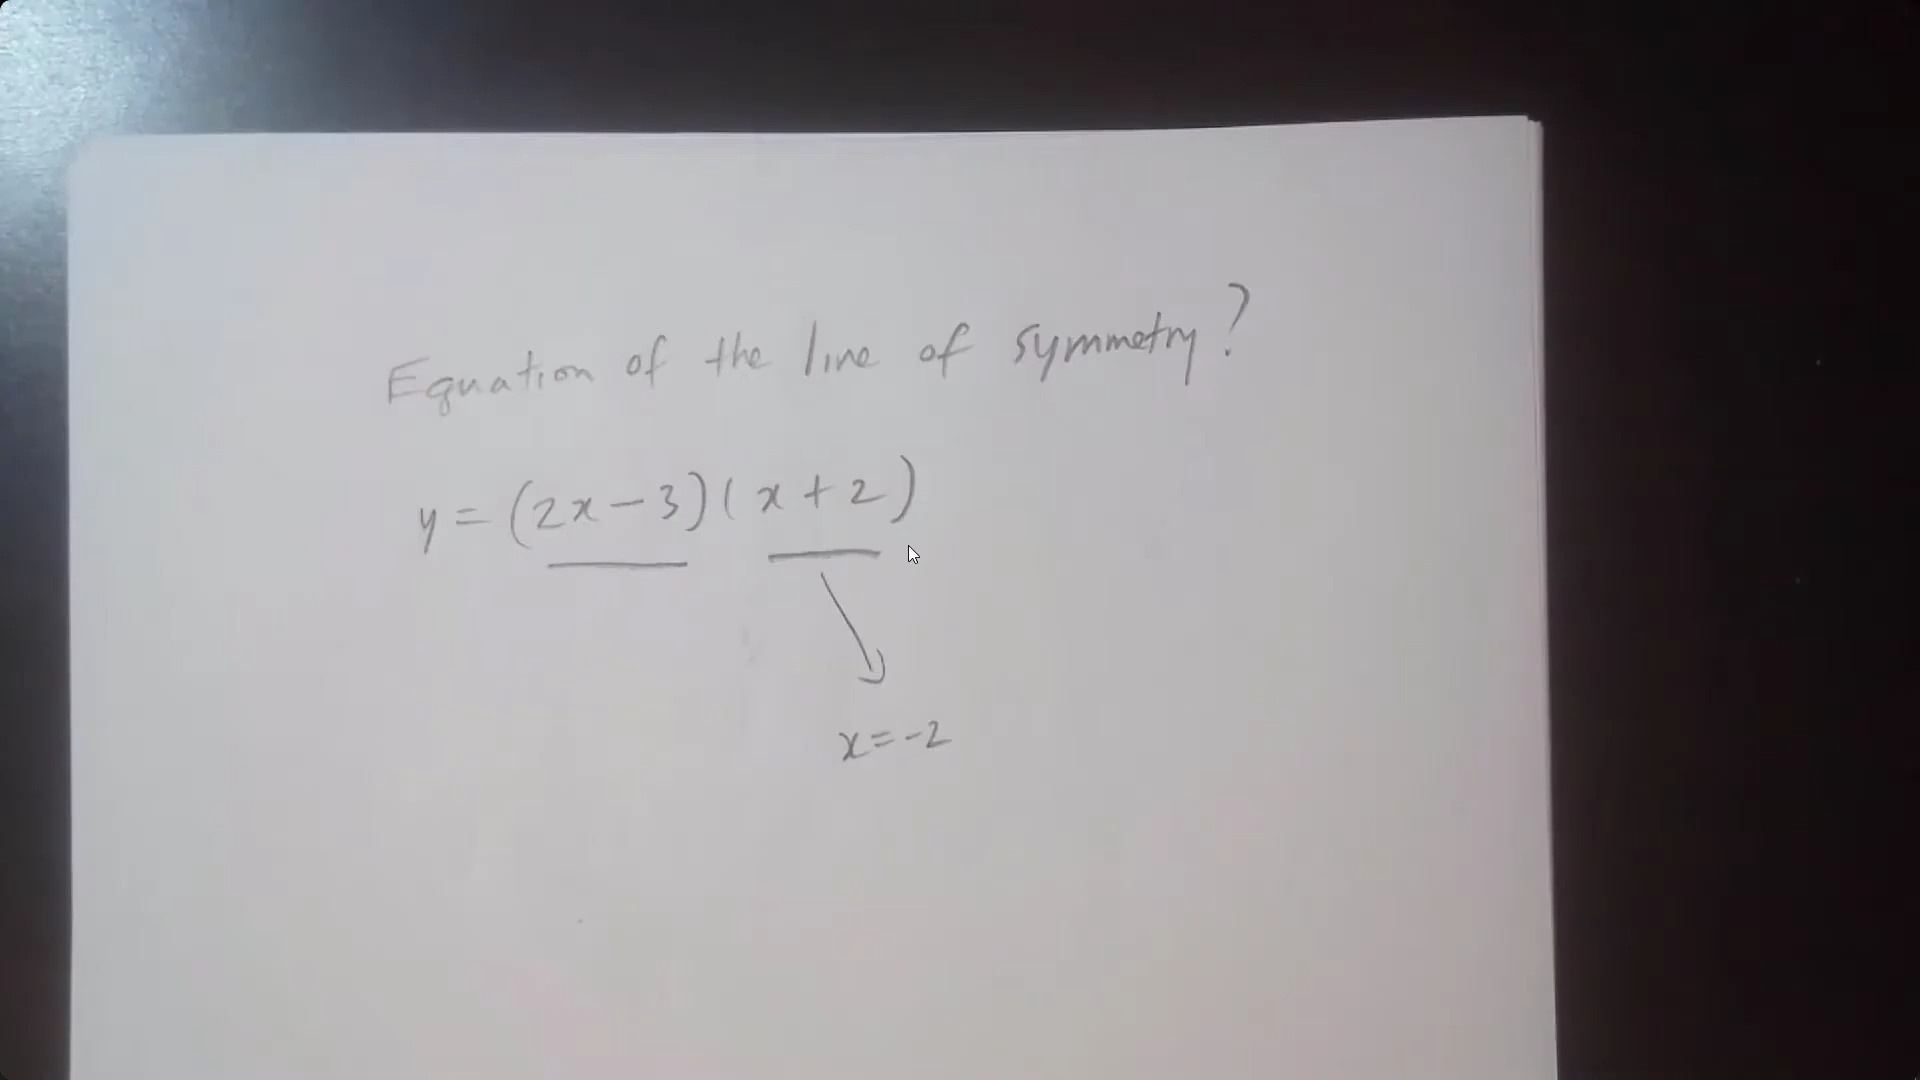 Equation of the line of symmetry?
y = (2x - 3)(x + 2)
x = -2